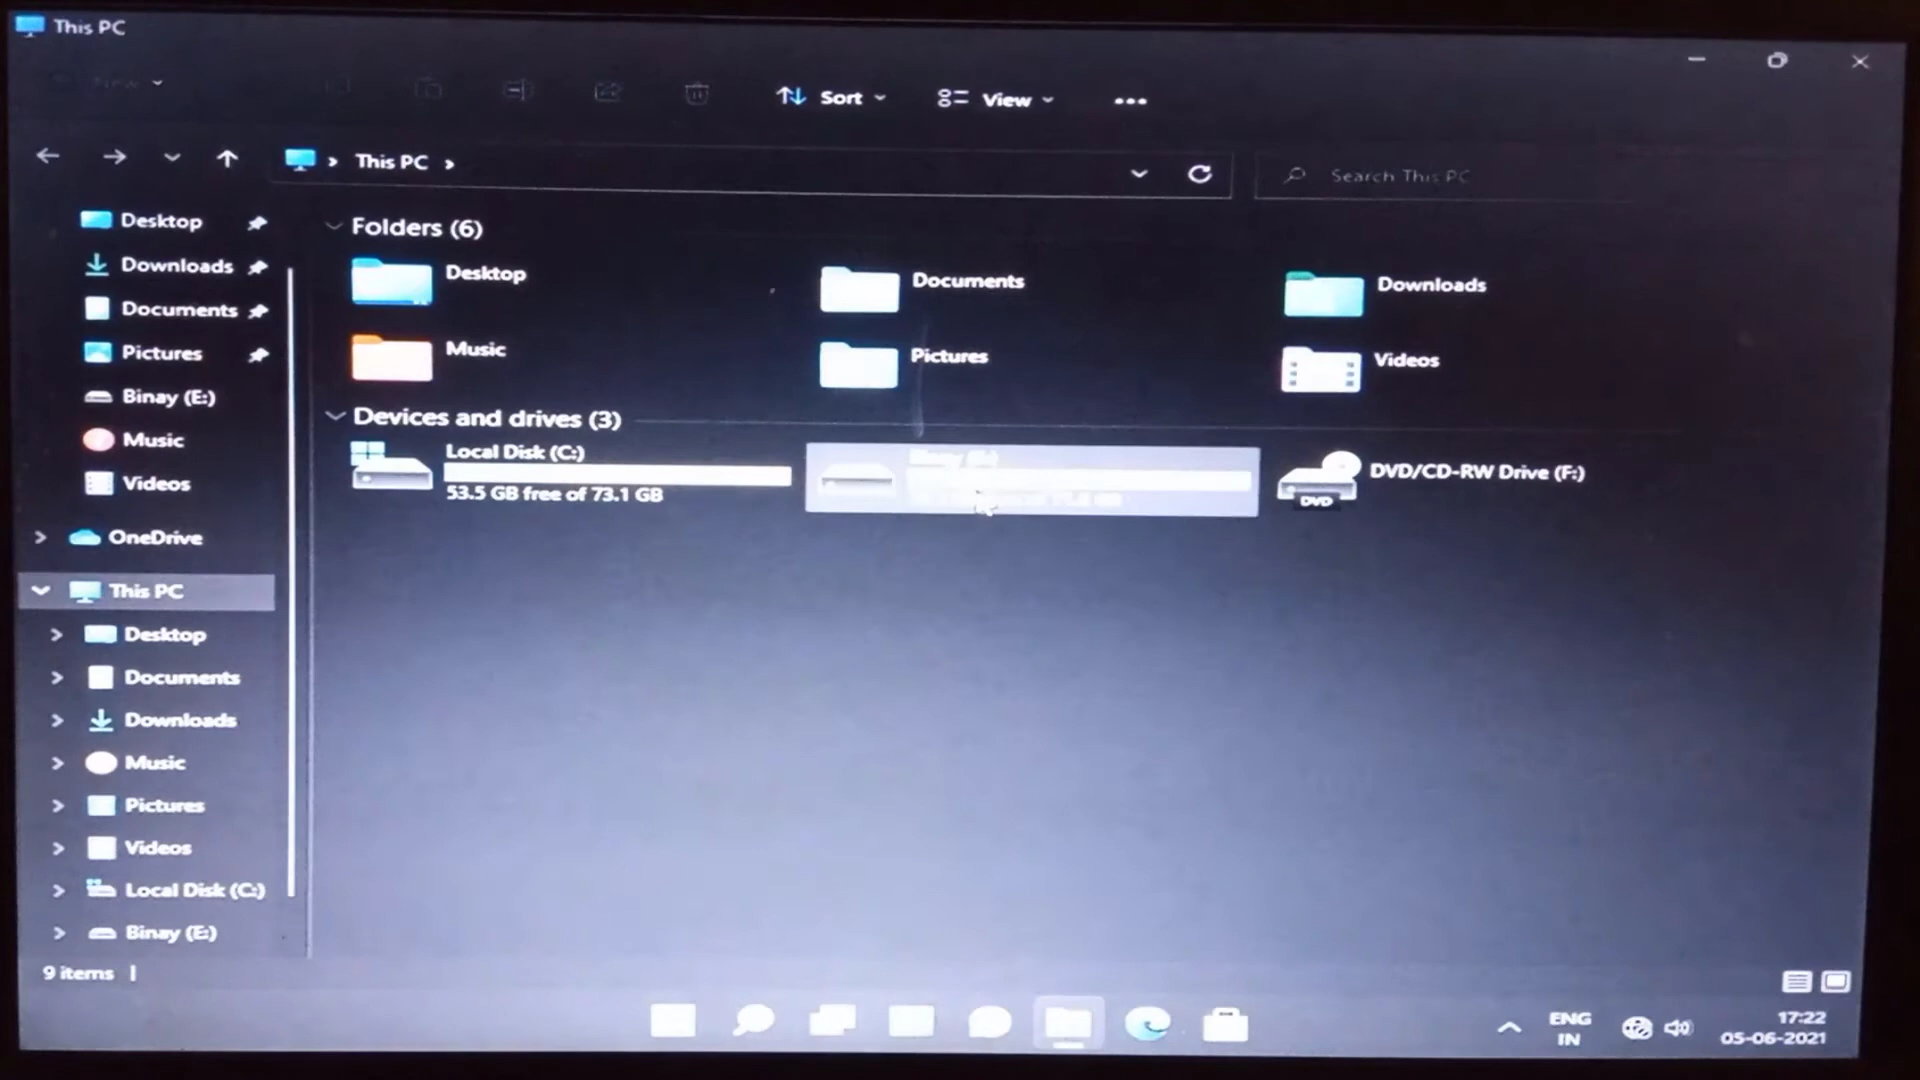 This PC
New
Sort
View
This PC
Search This PC
Desktop
Downloads
Documents
Pictures
Binay (E:)
Music
Videos
OneDrive
This PC
Desktop
Documents
Downloads
Music
Pictures
Videos
Local Disk (C:)
Binay (E:)
9 items
Folders (6)
Desktop
Documents
Downloads
Music
Pictures
Videos
Devices and drives (3)
Local Disk (C:)
53.5 GB free of 73.1 GB
Binay (E:)
DVD/CD-RW Drive (F:)
DVD
ENG
IN
17:22
05-06-2021